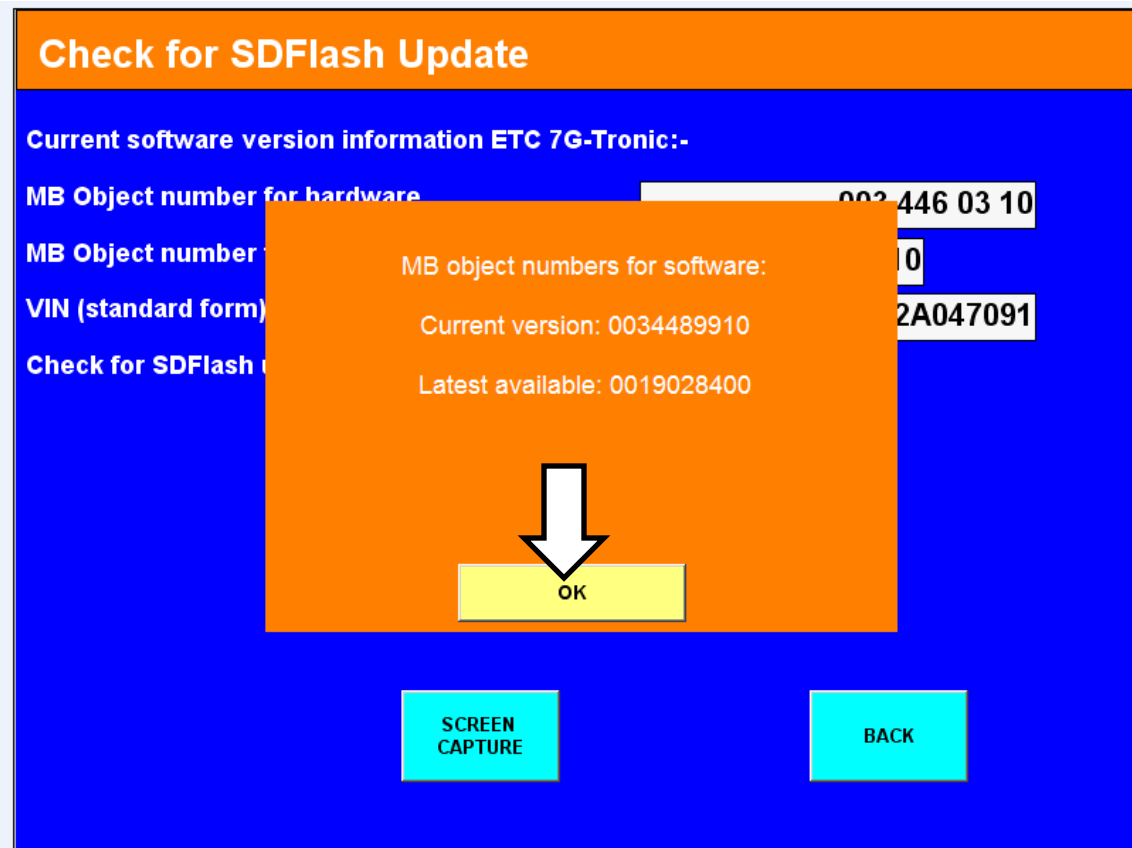 Check for SDFlash Update
Current software version information ETC 7G-Tronic:-
MB Object number for hardware
003 446 03 10
MB Object number
MB object numbers for software:
VIN (standard form)
2A047091
Current version: 0034489910
Check for SDFlash
Latest available: 0019028400
OK
SCREEN
CAPTURE
BACK